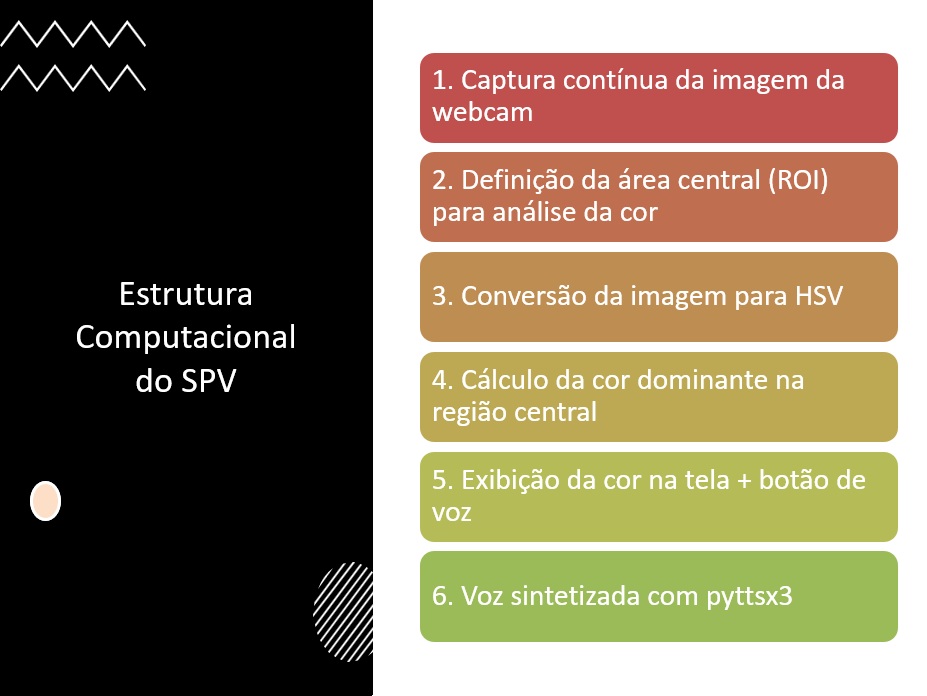 Estrutura
Computacional
do SPV
1. Captura contínua da imagem da
webcam
2. Definição da área central (ROI)
para análise da cor
3. Conversão da imagem para HSV
4. Cálculo da cor dominante na
região central
5. Exibição da cor na tela + botão de
voz
6. Voz sintetizada com pyttsx3